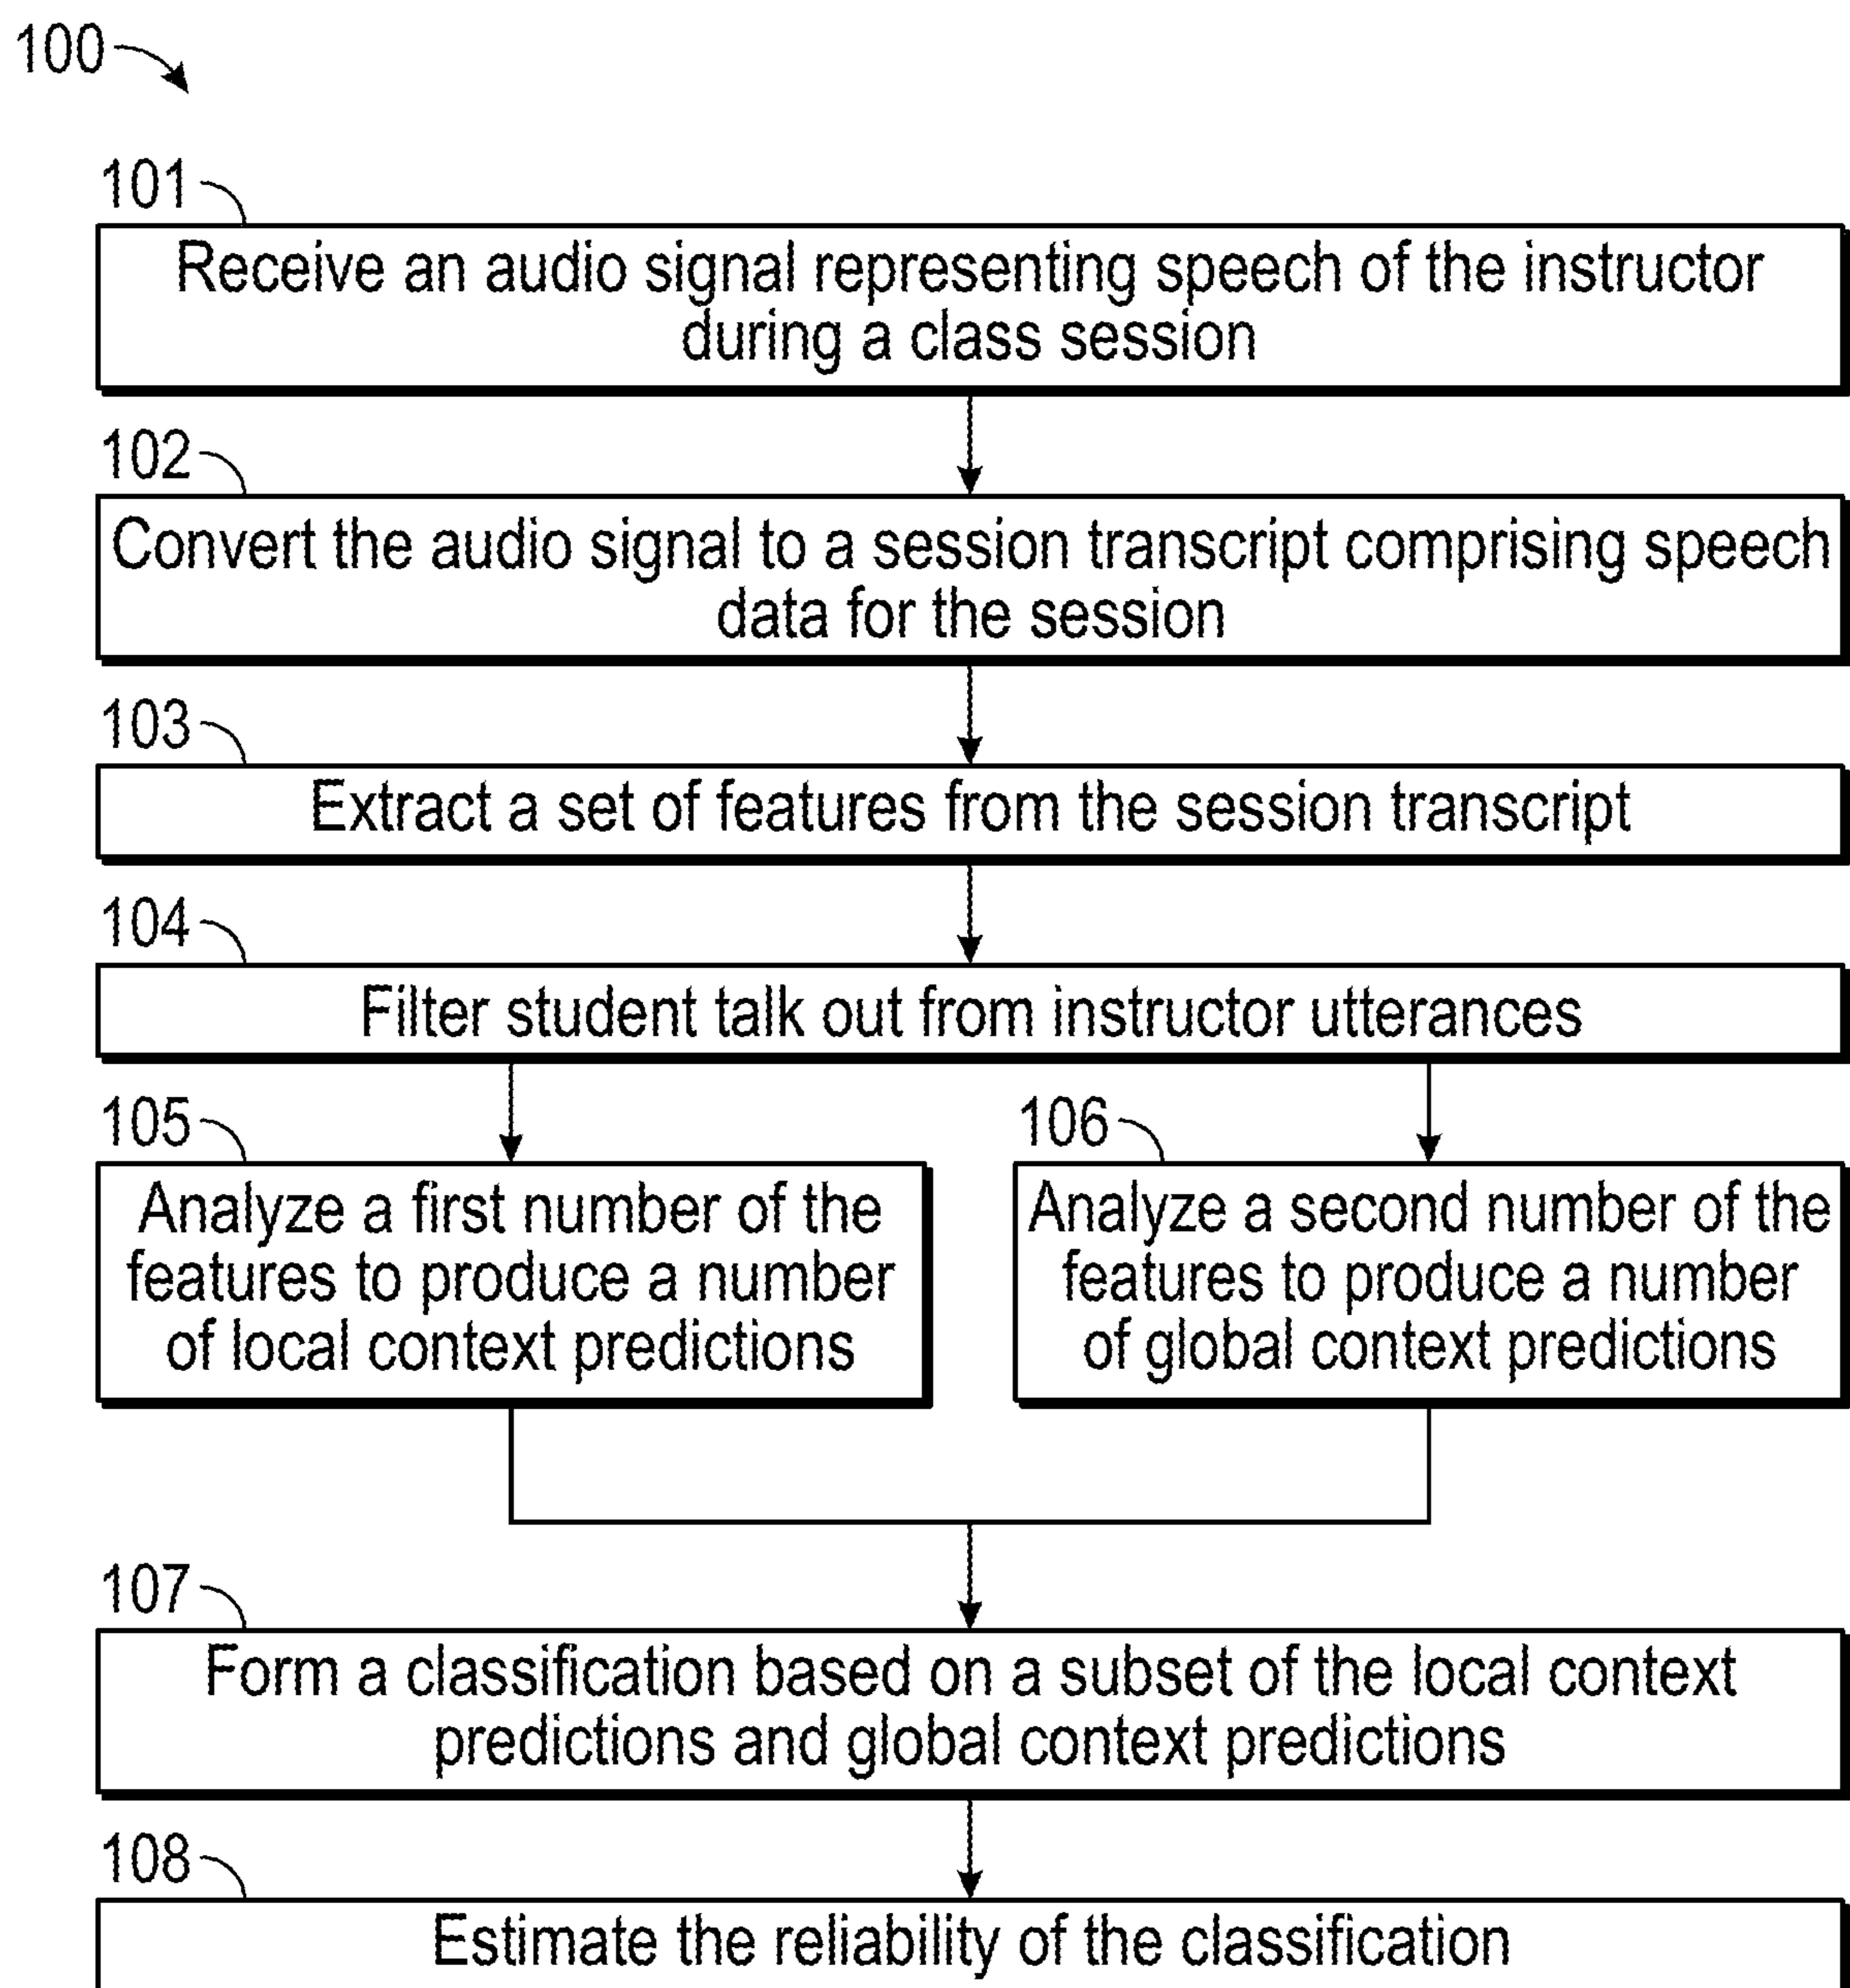 100
101
Receive an audio signal representing speech of the instructor
during a class session
102
Convert the audio signal to a session transcript comprising speech
data for the session
103
Extract a set of features from the session transcript
104
Filter student talk out from instructor utterances
105
Analyze a first number of the
features to produce a number
of local context predictions
106
Analyze a second number of the
features to produce a number
of global context predictions
107
Form a classification based on a subset of the local context
predictions and global context predictions
108
Estimate the reliability of the classification